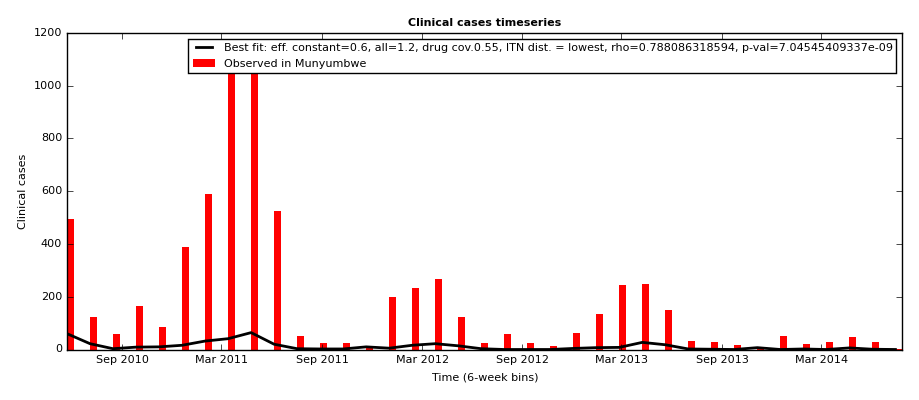 Clinical cases timeseries
Best fit: eff. constant=0.6, all=1.2, drug cov.0.55, ITN dist. = lowest, rho=0.788086318594, p-val=7.04545409337e-09
Observed in Munyumbwe
1200
1000
800
600
400
200
0
Clinical cases
Sep 2010 Mar 2011 Sep 2011 Mar 2012 Sep 2012 Mar 2013 Sep 2013 Mar 2014
Time (6-week bins)